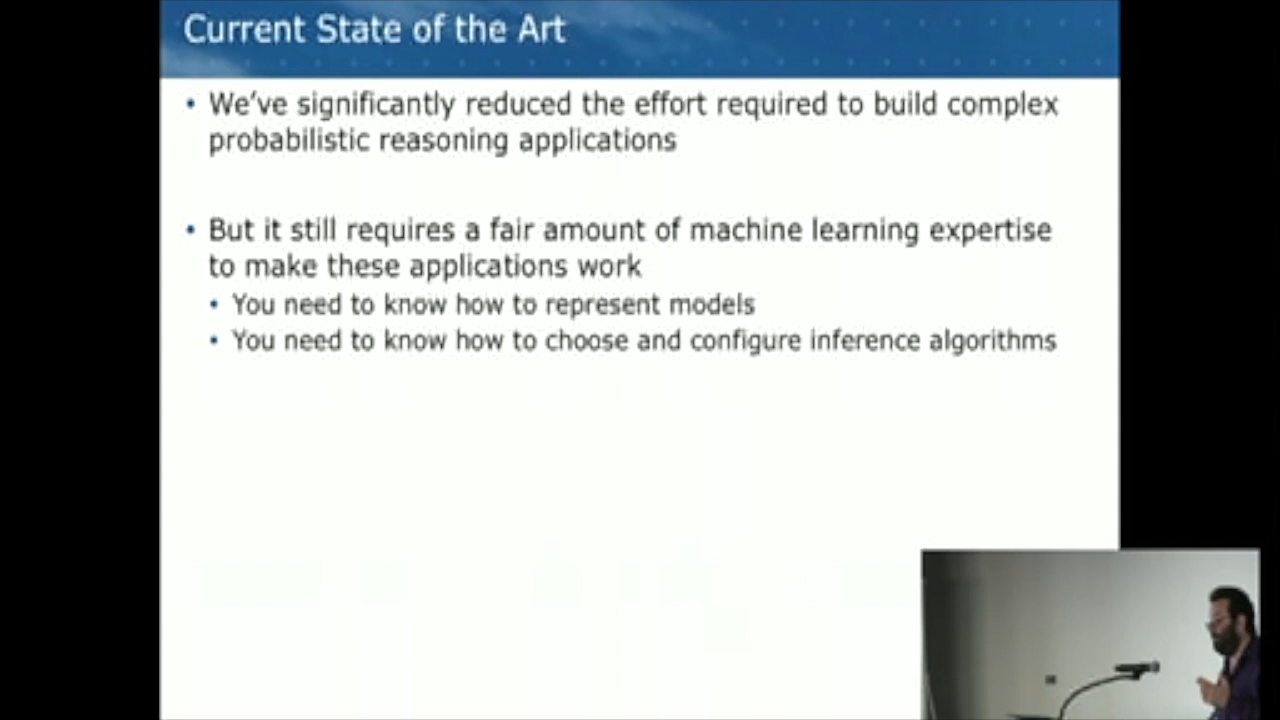 Current State of the Art
• We've significantly reduced the effort required to build complex
probabilistic reasoning applications
• But it still requires a fair amount of machine learning expertise
to make these applications work
• You need to know how to represent models
• You need to know how to choose and configure inference algorithms